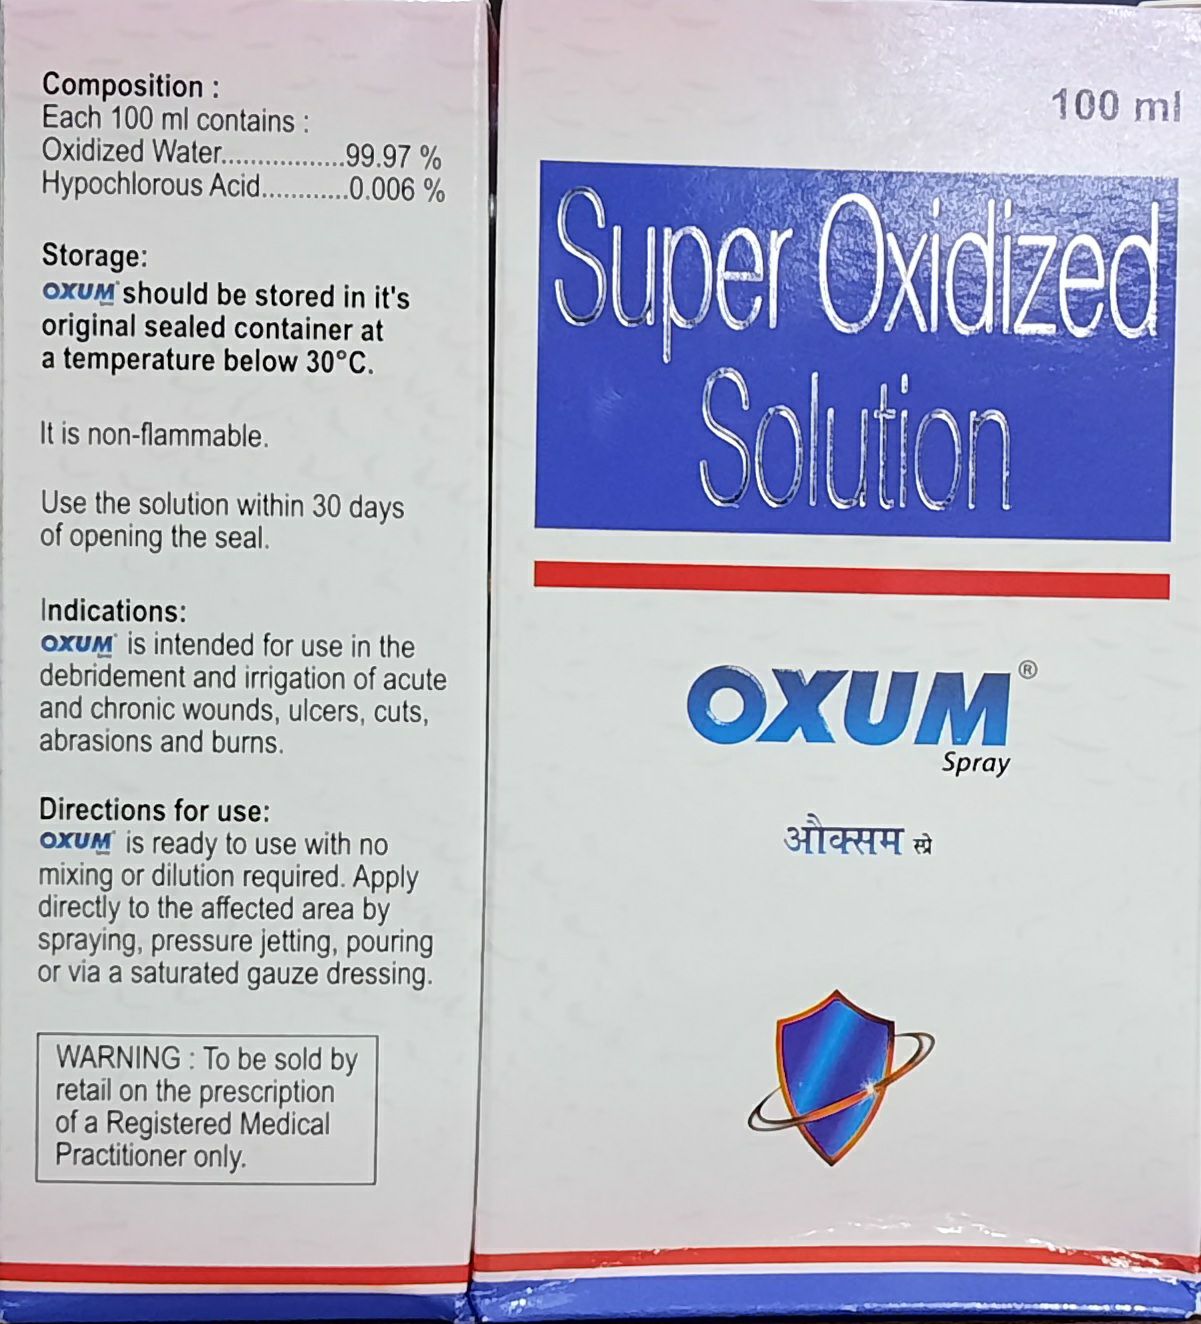 Composition :
Each 100 ml contains :
Oxidized Water.................99.97 %
Hypochlorous Acid............0.006 %
Storage:
OXUM® should be stored in it's
original sealed container at
a temperature below 30°C.
It is non-flammable.
Use the solution within 30 days
of opening the seal.
Indications:
OXUM® is intended for use in the
debridement and irrigation of acute
and chronic wounds, ulcers, cuts,
abrasions and burns.
Directions for use:
OXUM® is ready to use with no
mixing or dilution required. Apply
directly to the affected area by
spraying, pressure jetting, pouring
or via a saturated gauze dressing.
WARNING : To be sold by
retail on the prescription
of a Registered Medical
Practitioner only.
100 ml
Super Oxidized
Solution
OXUM®
Spray
औक्सम स्प्रे